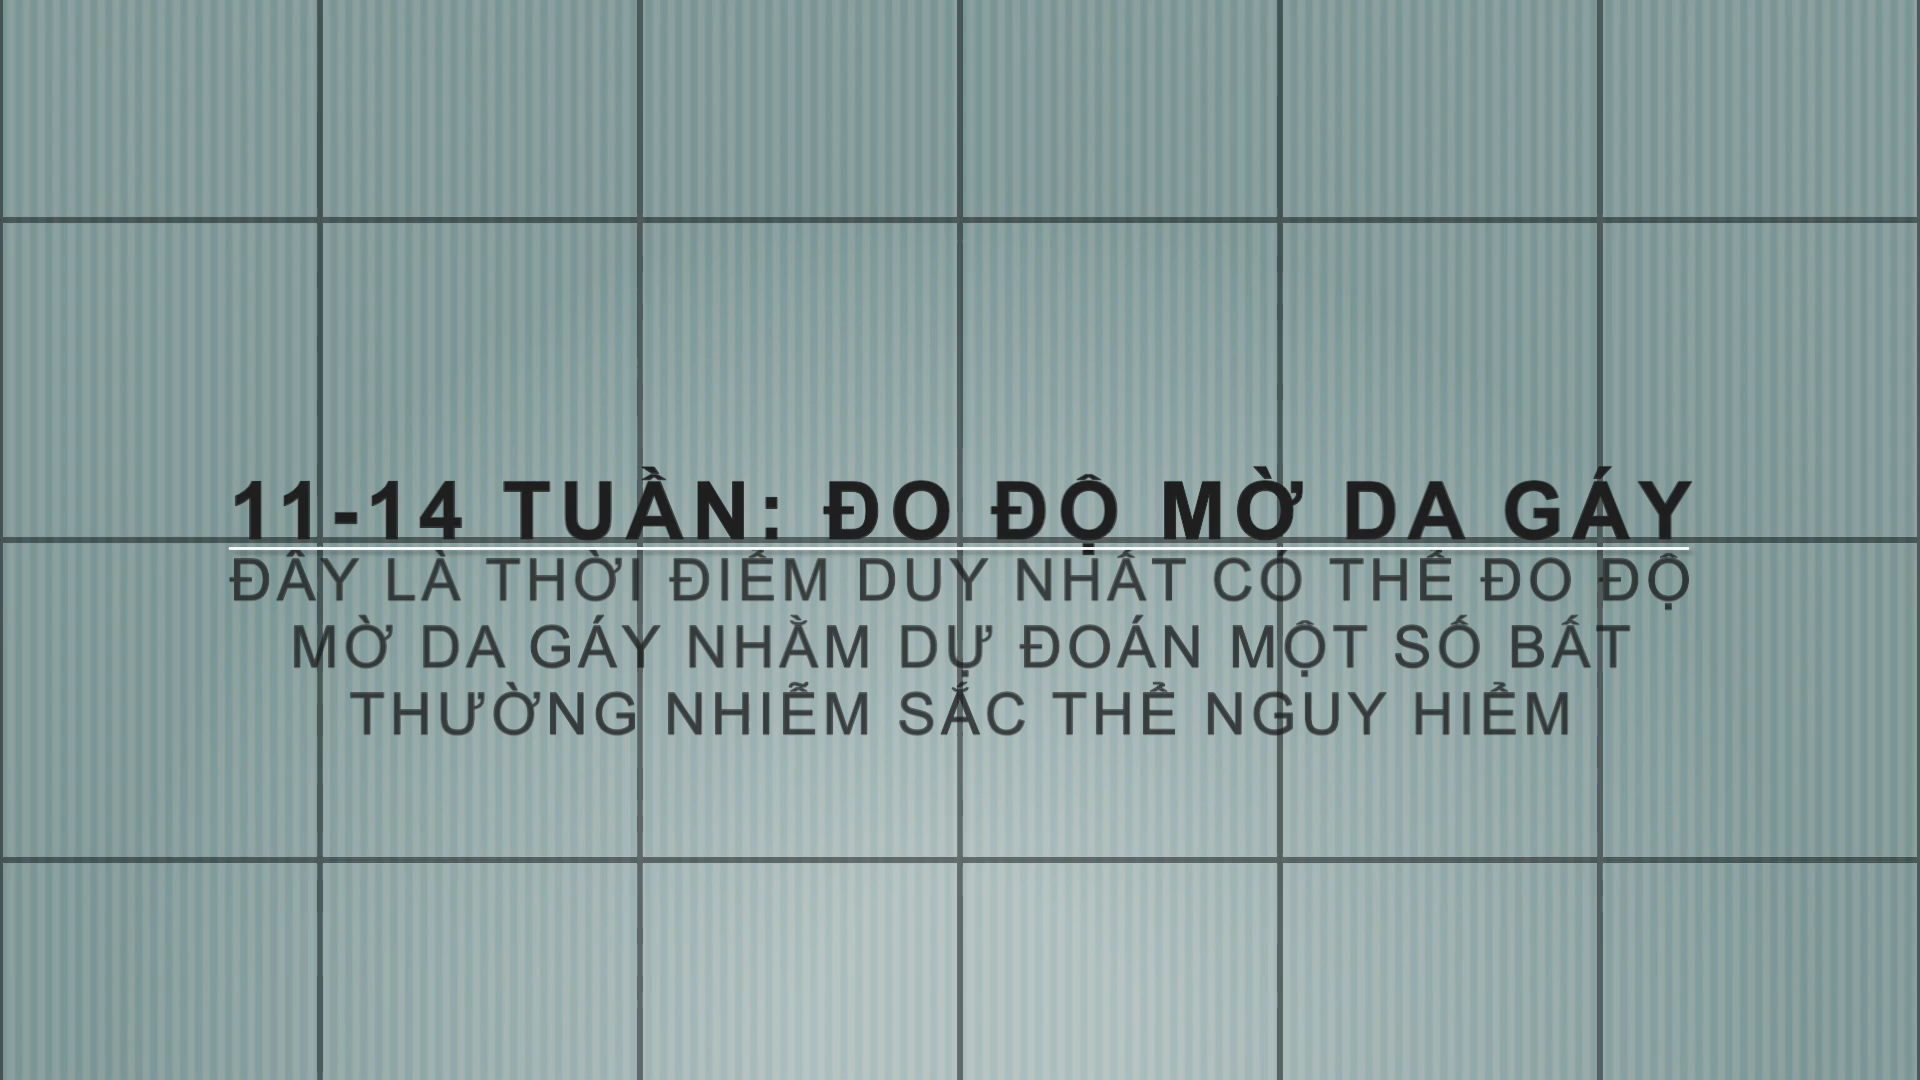 11-14 TUẦN: ĐO ĐỘ MỜ DA GÁY
ĐÂY LÀ THỜI ĐIỂM DUY NHẤT CÓ THỂ ĐO ĐỘ
MỜ DA GÁY NHẰM DỰ ĐOÁN MỘT SỐ BẤT
THƯỜNG NHIỄM SẮC THỂ NGUY HIỂM